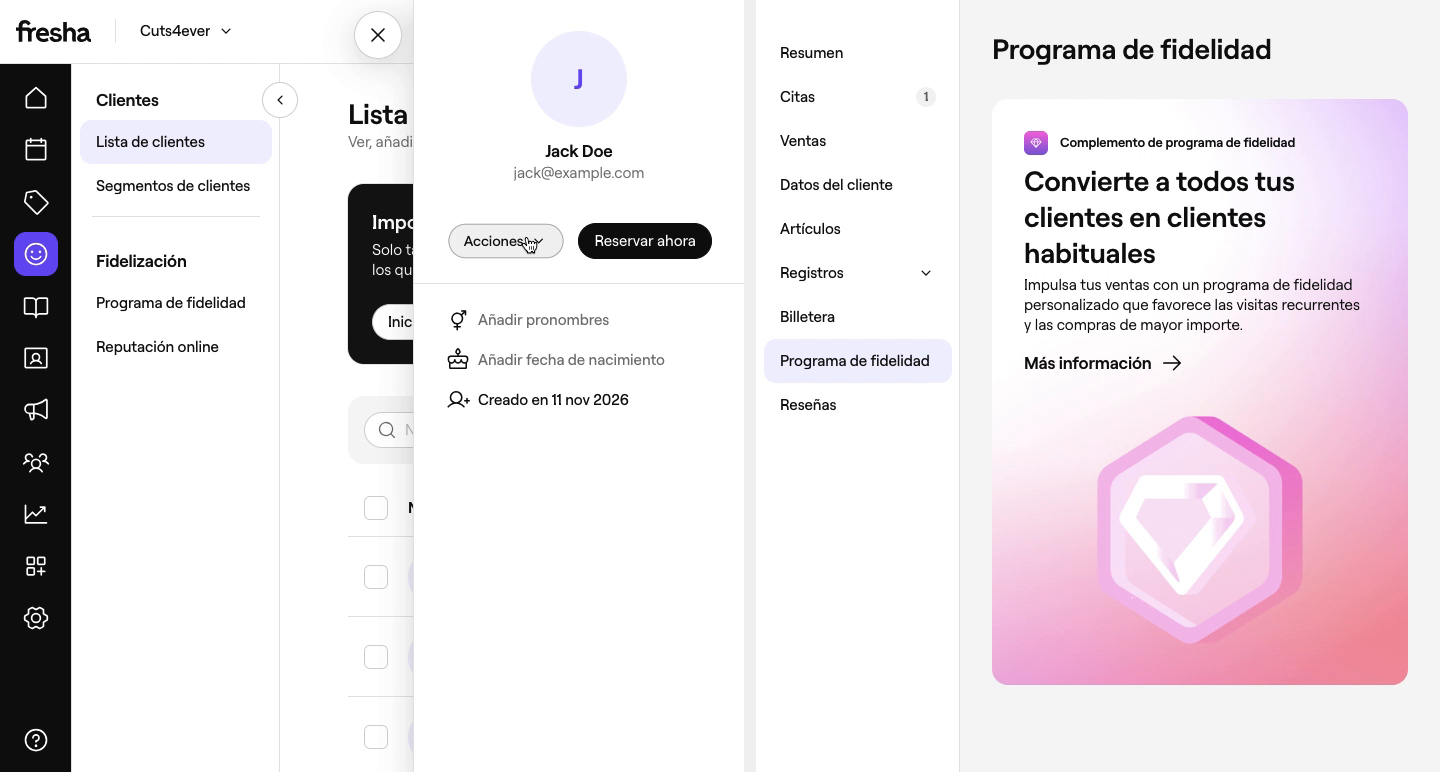 fresha
Cuts4ever
Clientes
Lista de clientes
Segmentos de clientes
Fidelización
Programa de fidelidad
Reputación online
Lista
Ver, añadi
Impo
Solo ta
los qu
Inic
J
Jack Doe
jack@example.com
Acciones
Reservar ahora
Añadir pronombres
Añadir fecha de nacimiento
Creado en 11 nov 2026
Resumen
Citas 1
Ventas
Datos del cliente
Artículos
Registros
Billetera
Programa de fidelidad
Reseñas
Programa de fidelidad
Complemento de programa de fidelidad
Convierte a todos tus
clientes en clientes
habituales
Impulsa tus ventas con un programa de fidelidad
personalizado que favorece las visitas recurrentes
y las compras de mayor importe.
Más información